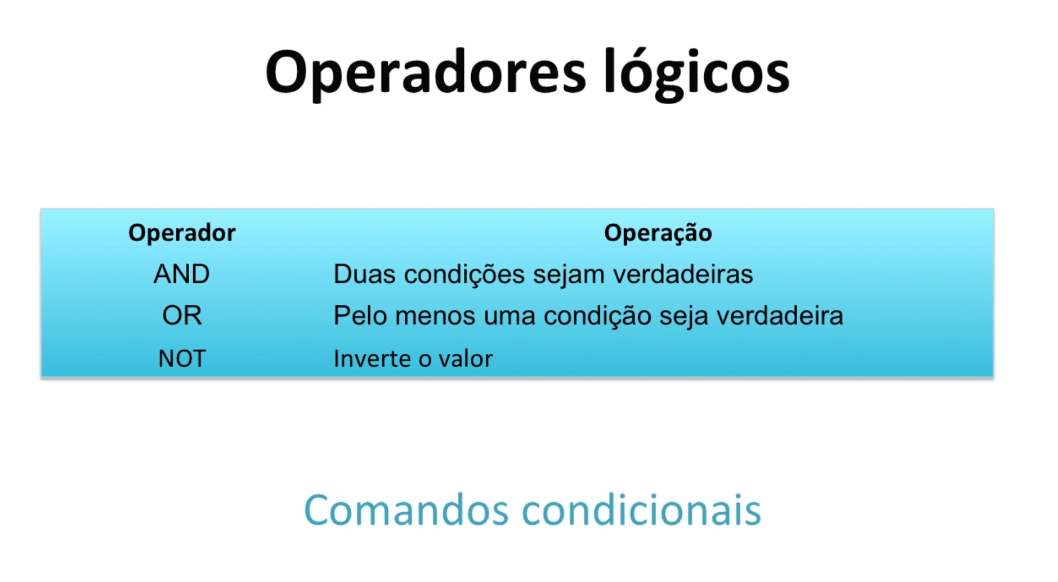 Operadores lógicos
Operador Operação
AND Duas condições sejam verdadeiras
OR Pelo menos uma condição seja verdadeira
NOT Inverte o valor
Comandos condicionais